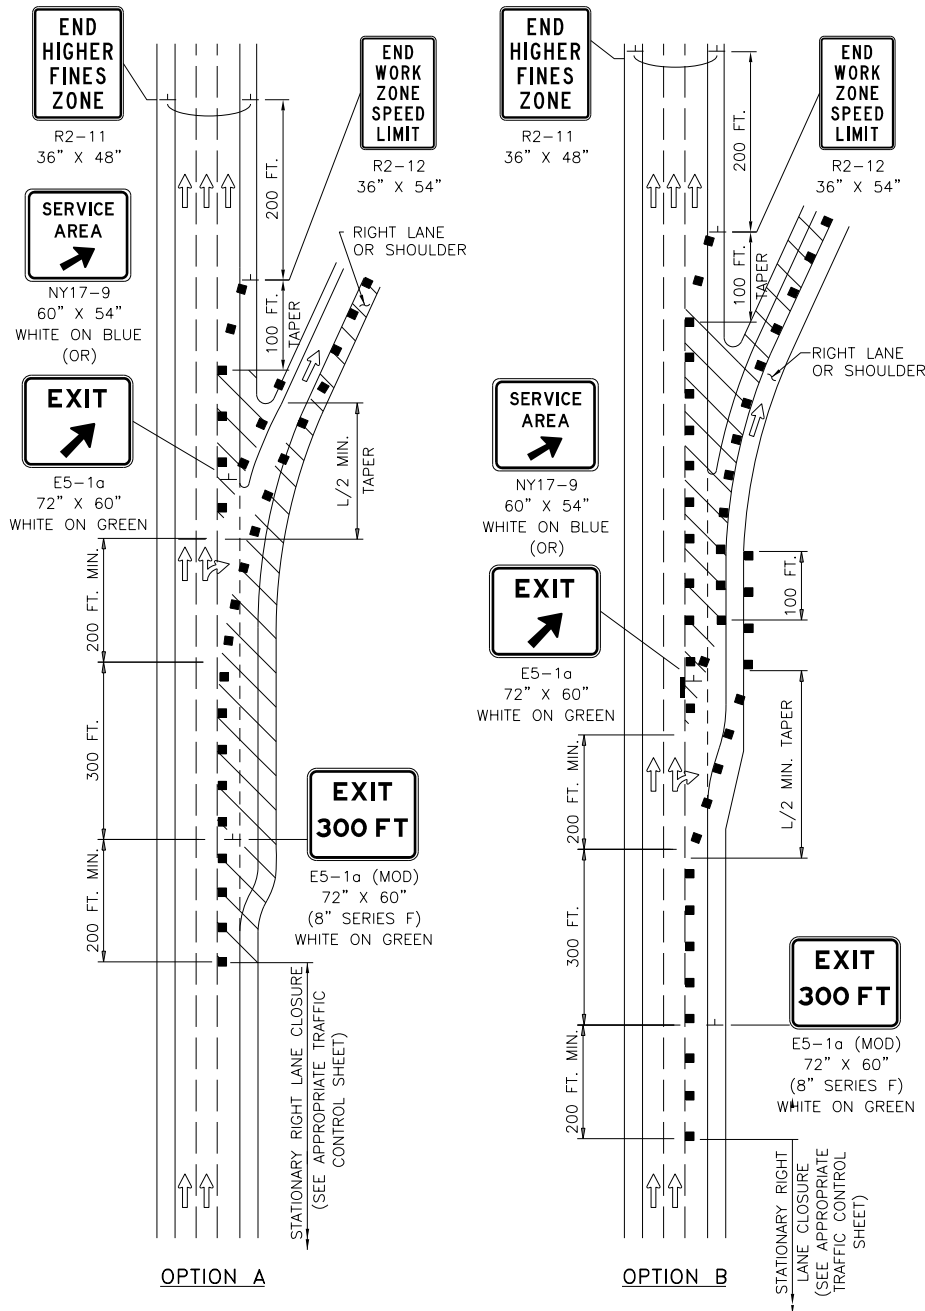 END
HIGHER
FINES
ZONE
R2-11
36" X 48"
END
WORK
ZONE
SPEED
LIMIT
R2-12
36" X 54"
200 FT.
SERVICE
AREA
NY17-9
60" X 54"
WHITE ON BLUE
(OR)
RIGHT LANE
OR SHOULDER
100 FT.
TAPER
EXIT
E5-1a
72" X 60"
WHITE ON GREEN
L/2 MIN.
TAPER
200 FT. MIN.
300 FT.
200 FT. MIN.
EXIT
300 FT
E5-1a (MOD)
72" X 60"
(8" SERIES F)
WHITE ON GREEN
STATIONARY RIGHT LANE CLOSURE
(SEE APPROPRIATE TRAFFIC
CONTROL SHEET)
OPTION A
END
HIGHER
FINES
ZONE
R2-11
36" X 48"
END
WORK
ZONE
SPEED
LIMIT
R2-12
36" X 54"
200 FT.
100 FT.
TAPER
RIGHT LANE
OR SHOULDER
SERVICE
AREA
NY17-9
60" X 54"
WHITE ON BLUE
(OR)
EXIT
E5-1a
72" X 60"
WHITE ON GREEN
100 FT.
L/2 MIN. TAPER
200 FT. MIN.
300 FT.
200 FT. MIN.
EXIT
300 FT
E5-1a (MOD)
72" X 60"
(8" SERIES F)
WHITE ON GREEN
STATIONARY RIGHT
LANE CLOSURE
(SEE APPROPRIATE
TRAFFIC CONTROL
SHEET)
OPTION B